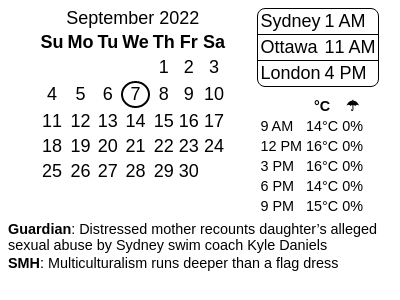 September 2022
Su Mo Tu We Th Fr Sa
1 2 3
4 5 6 7 8 9 10
11 12 13 14 15 16 17
18 19 20 21 22 23 24
25 26 27 28 29 30
Sydney 1 AM
Ottawa 11 AM
London 4 PM
°C ☂
9 AM 14°C 0%
12 PM 16°C 0%
3 PM 16°C 0%
6 PM 14°C 0%
9 PM 15°C 0%
Guardian: Distressed mother recounts daughter’s alleged
sexual abuse by Sydney swim coach Kyle Daniels
SMH: Multiculturalism runs deeper than a flag dress